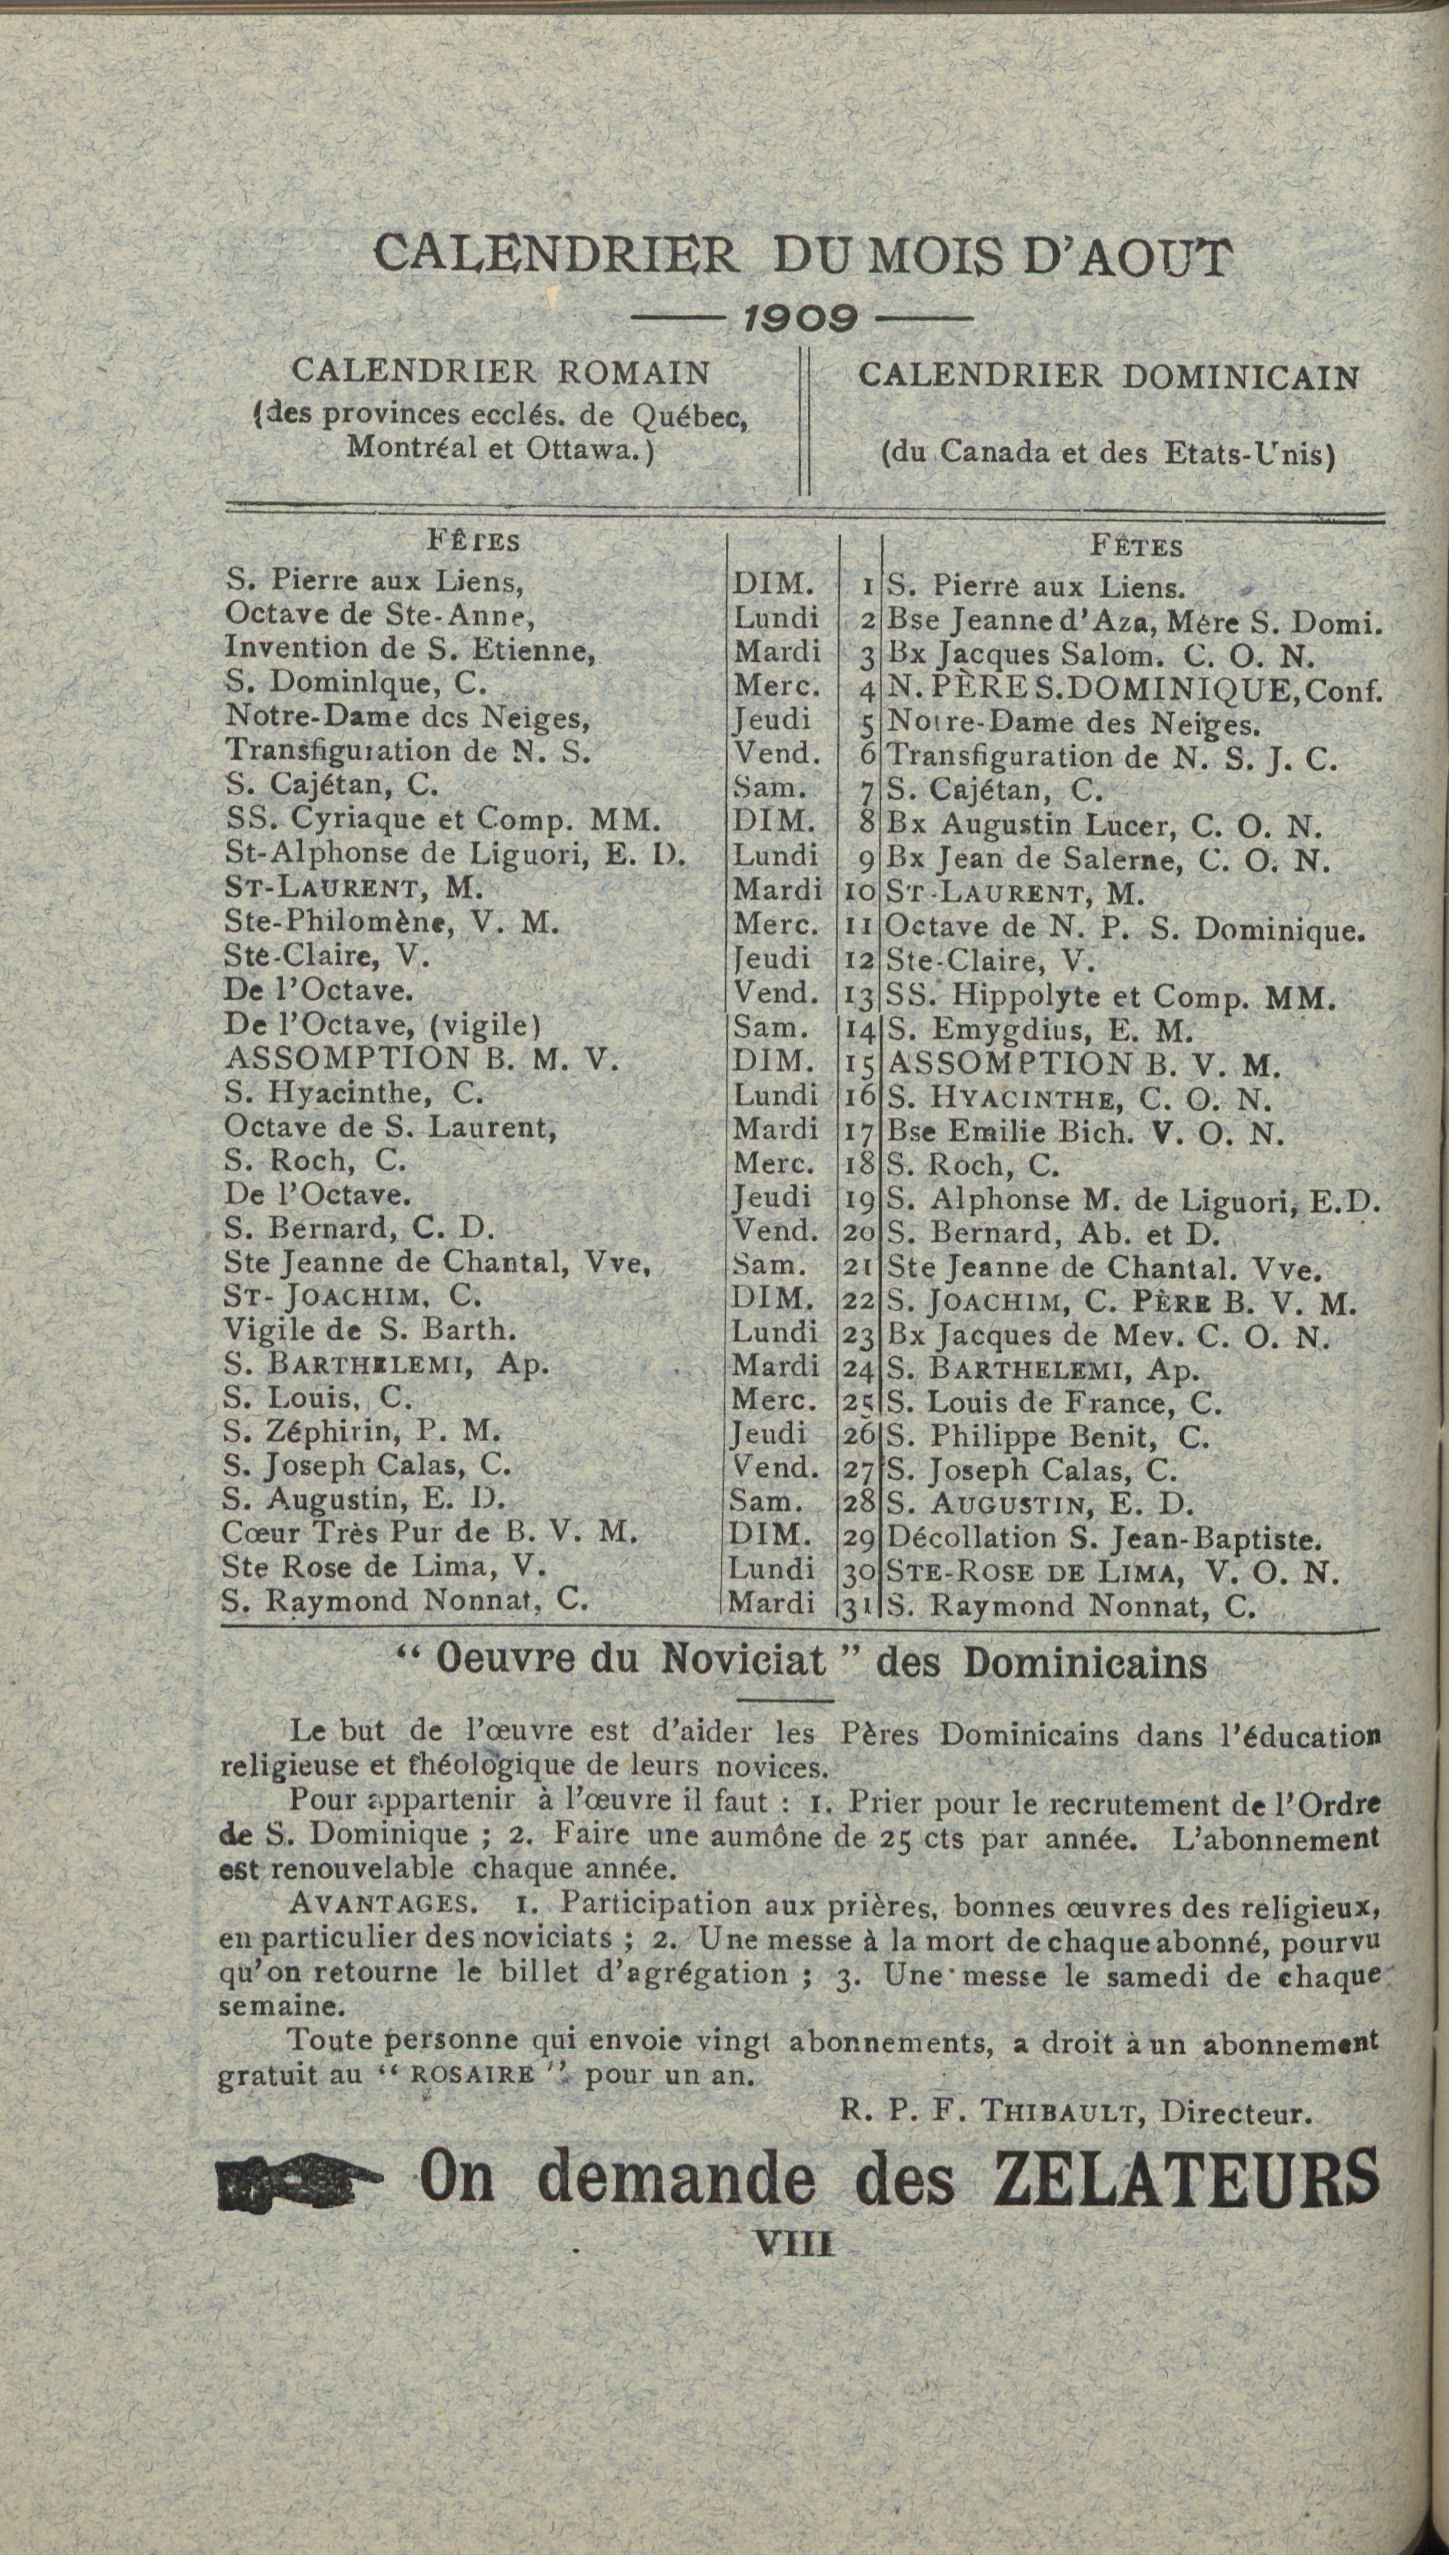 CALENDRIER DU MOIS D'AOUT
1909
CALENDRIER ROMAIN
(des provinces ecclés. de Québec,
Montréal et Ottawa.)
CALENDRIER DOMINICAIN
(du Canada et des Etats-Unis)
FÊTES FÊTES
S. Pierre aux Liens, DIM. 1 S. Pierre aux Liens.
Octave de Ste-Anne, Lundi 2 Bse Jeanne d'Aza, Mère S. Domi.
Invention de S. Etienne, Mardi 3 Bx Jacques Salom. C. O. N.
S. DominIque, C. Merc. 4 N. PÈRE S. DOMINIQUE, Conf.
Notre-Dame dcs Neiges, Jeudi 5 Notre-Dame des Neiges.
Transfiguration de N. S. Vend. 6 Transfiguration de N. S. J. C.
S. Cajétan, C. Sam. 7 S. Cajétan, C.
SS. Cyriaque et Comp. MM. DIM. 8 Bx Augustin Lucer, C. O. N.
St-Alphonse de Liguori, E. D. Lundi 9 Bx Jean de Salerne, C. O. N.
ST-LAURENT, M. Mardi 10 ST-LAURENT, M.
Ste-Philomène, V. M. Merc. 11 Octave de N. P. S. Dominique.
Ste-Claire, V. Jeudi 12 Ste-Claire, V.
De l'Octave. Vend. 13 SS. Hippolyte et Comp. MM.
De l'Octave, (vigile) Sam. 14 S. Emygdius, E. M.
ASSOMPTION B. M. V. DIM. 15 ASSOMPTION B. V. M.
S. Hyacinthe, C. Lundi 16 S. HYACINTHE, C. O. N.
Octave de S. Laurent, Mardi 17 Bse Emilie Bich. V. O. N.
S. Roch, C. Merc. 18 S. Roch, C.
De l'Octave. Jeudi 19 S. Alphonse M. de Liguori, E.D.
S. Bernard, C. D. Vend. 20 S. Bernard, Ab. et D.
Ste Jeanne de Chantal, Vve, Sam. 21 Ste Jeanne de Chantal. Vve.
ST-JOACHIM, C. DIM. 22 S. JOACHIM, C. PÈRE B. V. M.
Vigile de S. Barth. Lundi 23 Bx Jacques de Mev. C. O. N.
S. BARTHELEMI, Ap. Mardi 24 S. BARTHELEMI, Ap.
S. Louis, C. Merc. 25 S. Louis de France, C.
S. Zéphirin, P. M. Jeudi 26 S. Philippe Benit, C.
S. Joseph Calas, C. Vend. 27 S. Joseph Calas, C.
S. Augustin, E. D. Sam. 28 S. AUGUSTIN, E. D.
Cœur Très Pur de B. V. M. DIM. 29 Décollation S. Jean-Baptiste.
Ste Rose de Lima, V. Lundi 30 STE-ROSE DE LIMA, V. O. N.
S. Raymond Nonnat, C. Mardi 31 S. Raymond Nonnat, C.
" Oeuvre du Noviciat " des Dominicains
Le but de l'œuvre est d'aider les Pères Dominicains dans l'éducation
religieuse et théologique de leurs novices.
Pour appartenir à l'œuvre il faut : 1. Prier pour le recrutement de l'Ordre
de S. Dominique ; 2. Faire une aumône de 25 cts par année. L'abonnement
est renouvelable chaque année.
AVANTAGES. 1. Participation aux prières, bonnes œuvres des religieux,
en particulier des noviciats ; 2. Une messe à la mort de chaque abonné, pourvu
qu'on retourne le billet d'agrégation ; 3. Une messe le samedi de chaque
semaine.
Toute personne qui envoie vingt abonnements, a droit à un abonnement
gratuit au " ROSAIRE " pour un an.
R. P. F. THIBAULT, Directeur.
On demande des ZELATEURS
VIII